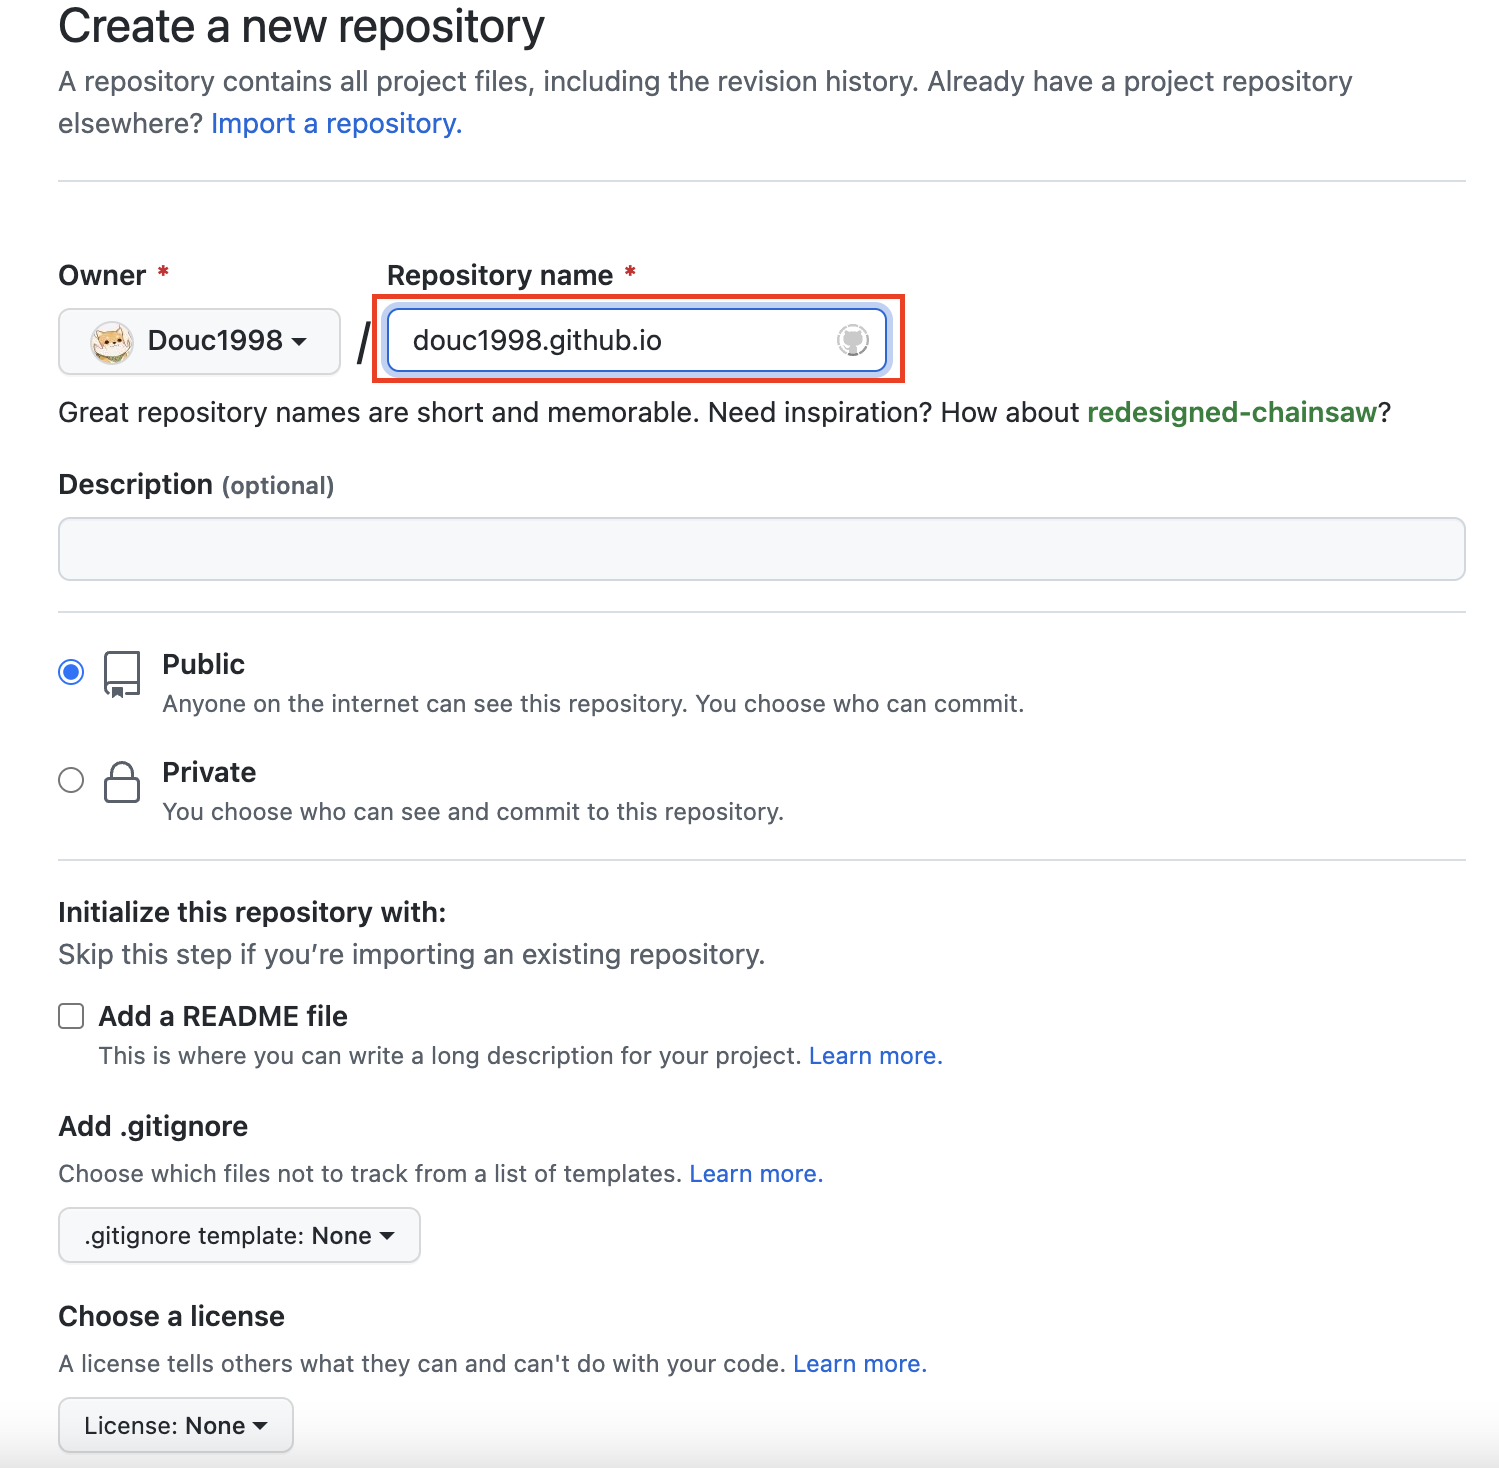 Create a new repository
A repository contains all project files, including the revision history. Already have a project repository
elsewhere? Import a repository.
Owner * Repository name *
Douc1998 / douc1998.github.io
Great repository names are short and memorable. Need inspiration? How about redesigned-chainsaw?
Description (optional)
Public
Anyone on the internet can see this repository. You choose who can commit.
Private
You choose who can see and commit to this repository.
Initialize this repository with:
Skip this step if you’re importing an existing repository.
Add a README file
This is where you can write a long description for your project. Learn more.
Add .gitignore
Choose which files not to track from a list of templates. Learn more.
.gitignore template: None
Choose a license
A license tells others what they can and can't do with your code. Learn more.
License: None